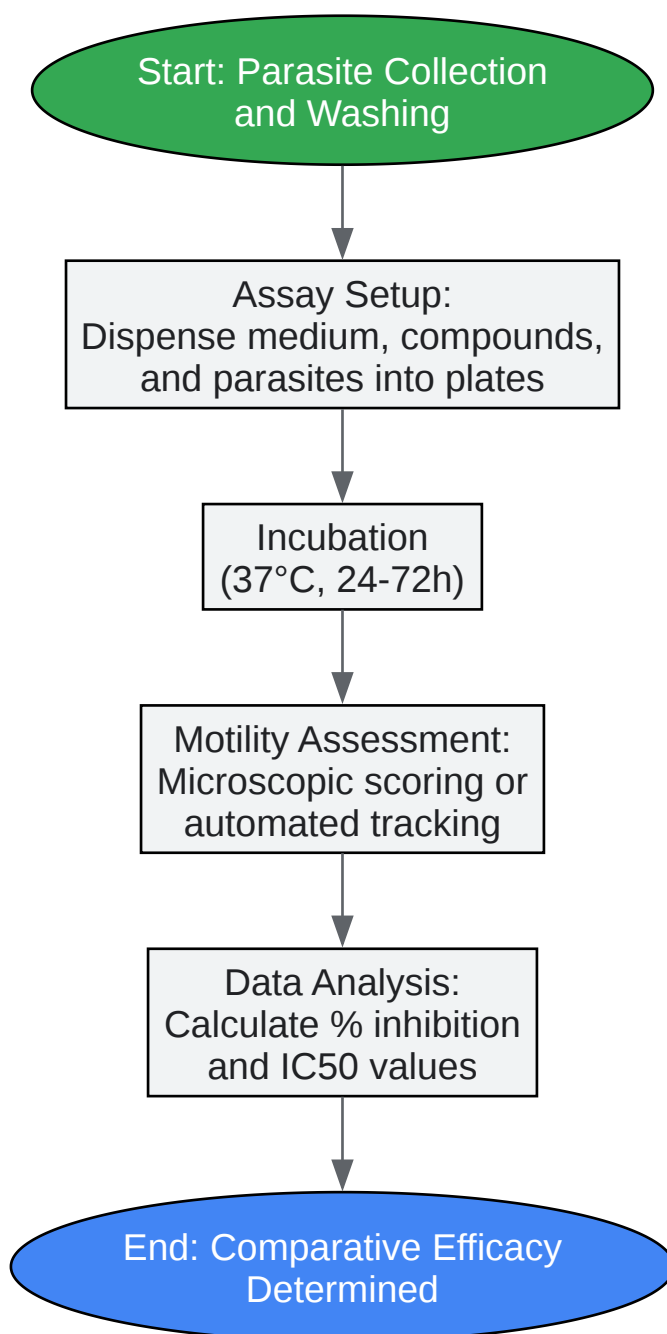 Start: Parasite Collection
and Washing
Assay Setup:
Dispense medium, compounds,
and parasites into plates
Incubation
(37°C, 24-72h)
Motility Assessment:
Microscopic scoring or
automated tracking
Data Analysis:
Calculate % inhibition
and IC50 values
End: Comparative Efficacy
Determined